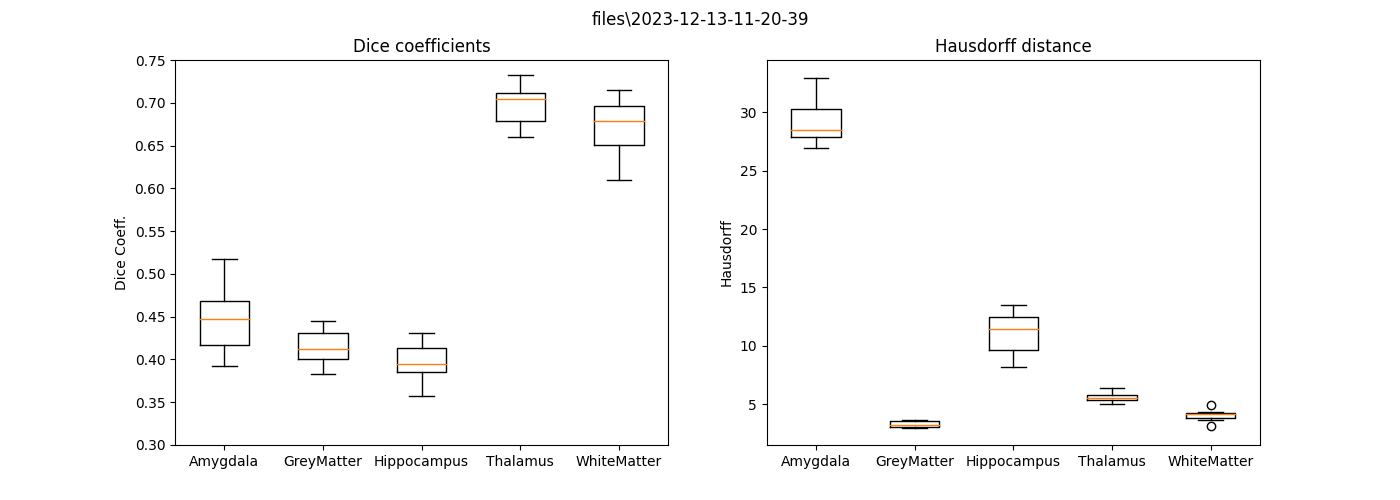 files\2023-12-13-11-20-39
Dice coefficients
Dice Coeff.
0.75
0.70
0.65
0.60
0.55
0.50
0.45
0.40
0.35
0.30
Amygdala GreyMatter Hippocampus Thalamus WhiteMatter
Hausdorff distance
Hausdorff
30
25
20
15
10
5
Amygdala GreyMatter Hippocampus Thalamus WhiteMatter